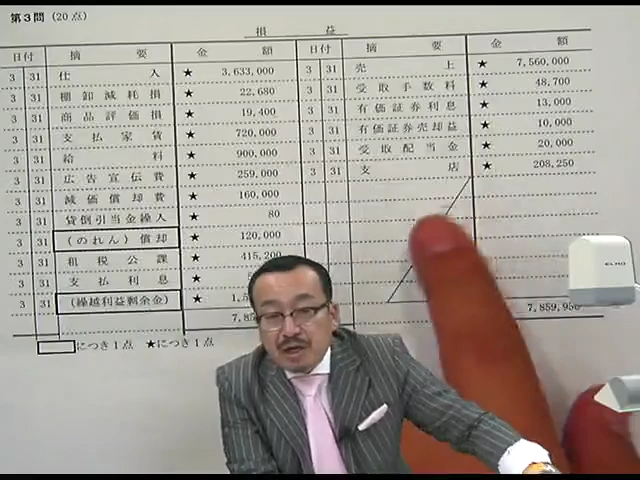 第3問 (20点)
損 益
日付 摘 要 金 額 日付 摘 要 金 額
3 31 仕 入 ★ 3,633,000 3 31 売 上 ★ 7,560,000
3 31 棚卸減耗損 ★ 22,680 3 31 受取手数料 ★ 48,700
3 31 商品評価損 ★ 19,400 3 31 有価証券利息 ★ 13,000
3 31 支払家賃 ★ 720,000 3 31 有価証券売却益 ★ 10,000
3 31 給 料 ★ 900,000 3 31 受取配当金 ★ 20,000
3 31 広告宣伝費 ★ 259,000 3 31 支 店 ★ 208,250
3 31 減価償却費 ★ 160,000
3 31 貸倒引当金繰入 ★ 80
3 31 (のれん)償却 ★ 120,000
3 31 租税公課 ★ 415,200
3 31 支払利息 ★
3 31 (繰越利益剰余金) ★
7,859,950
につき1点 ★につき1点
ELMO